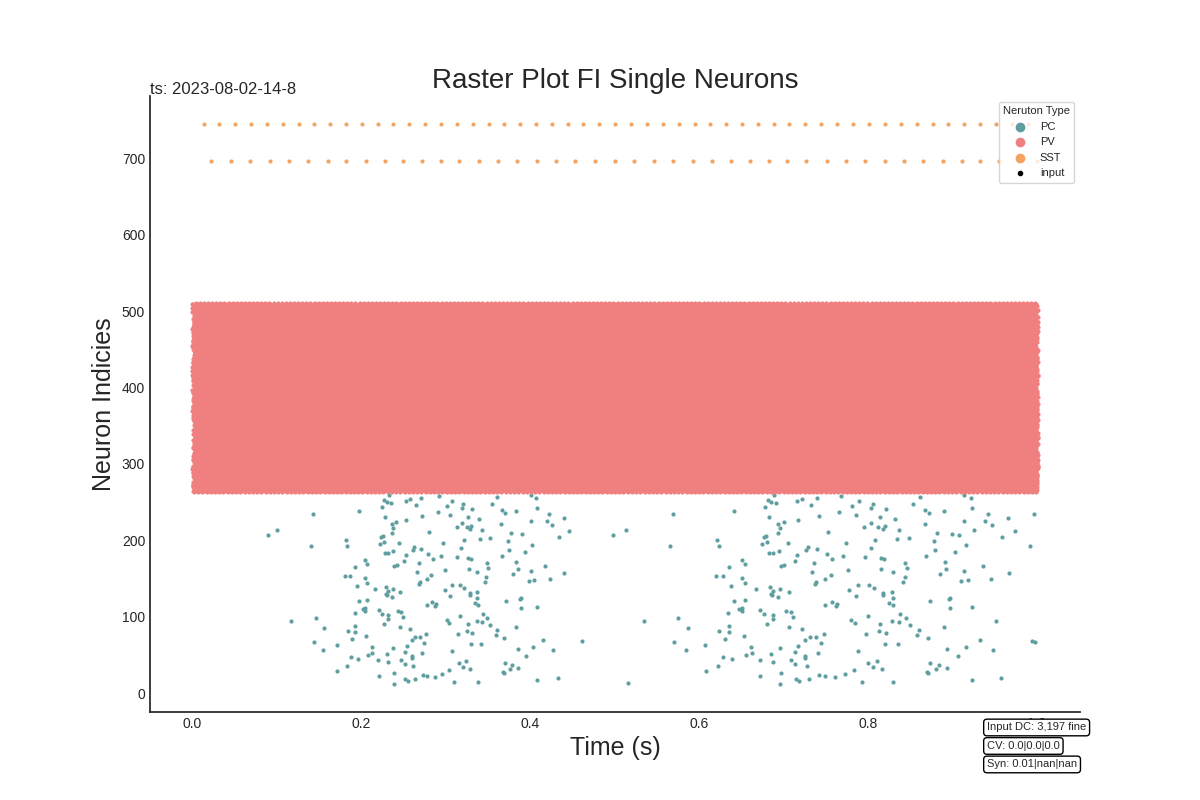 Raster Plot FI Single Neurons
ts: 2023-08-02-14-8
Neruton Type
PC
PV
SST
input
Neuron Indicies
700
600
500
400
300
200
100
0
0.0 0.2 0.4 0.6 0.8
Time (s)
Input DC: 3,197 fine
CV: 0.0|0.0|0.0
Syn: 0.01|nan|nan